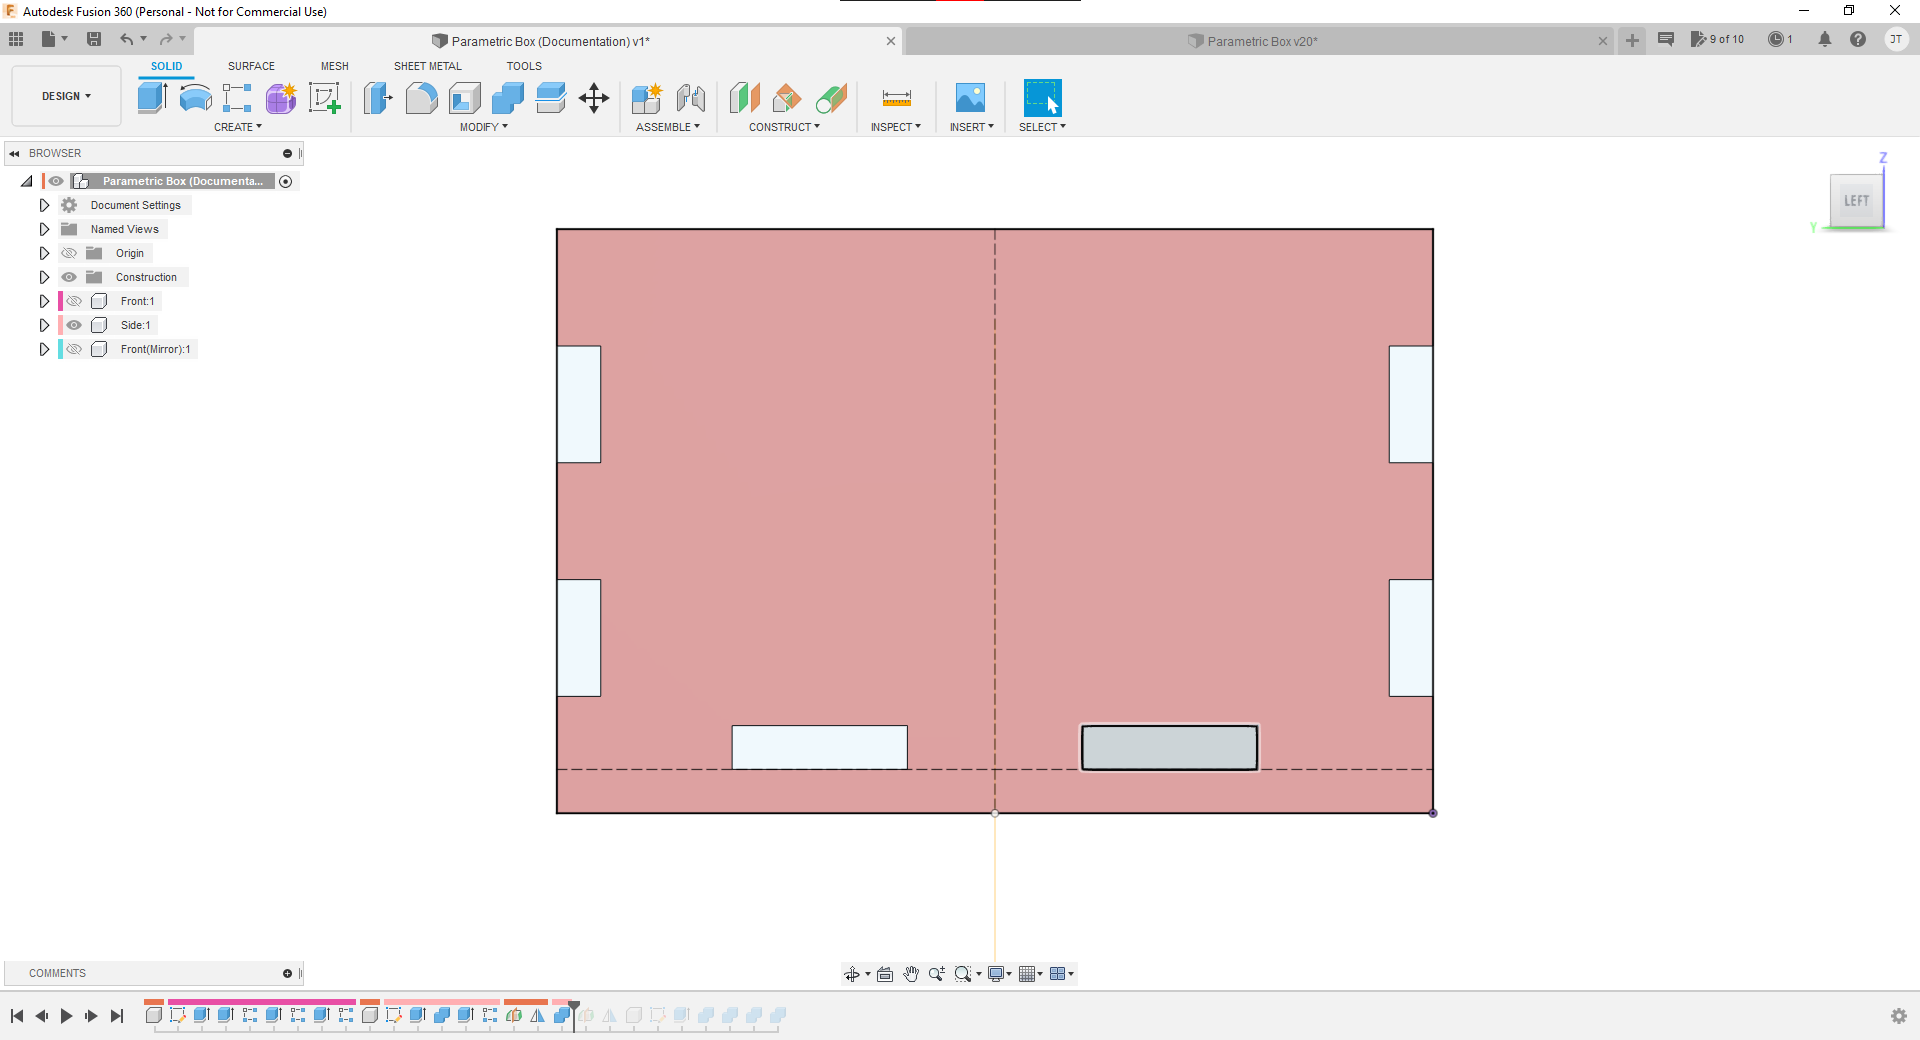 Autodesk Fusion 360 (Personal - Not for Commercial Use)
Parametric Box (Documentation) v1*
Parametric Box v20*
9 of 10
1
JT
DESIGN
SOLID
SURFACE
MESH
SHEET METAL
TOOLS
CREATE
MODIFY
ASSEMBLE
CONSTRUCT
INSPECT
INSERT
SELECT
BROWSER
Parametric Box (Documenta...
Document Settings
Named Views
Origin
Construction
Front:1
Side:1
Front(Mirror):1
Z
LEFT
Y
COMMENTS